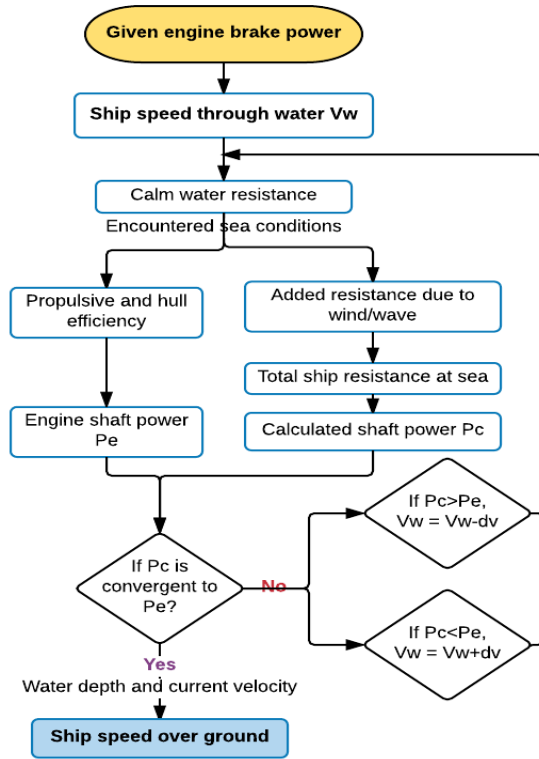 Given engine brake power
Ship speed through water Vw
Calm water resistance
Encountered sea conditions
Propulsive and hull
efficiency
Added resistance due to
wind/wave
Total ship resistance at sea
Engine shaft power
Pe
Calculated shaft power Pc
If Pc>Pe,
Vw = Vw-dv
If Pc is
convergent to
Pe?
No
If Pc<Pe,
Vw = Vw+dv
Yes
Water depth and current velocity
Ship speed over ground